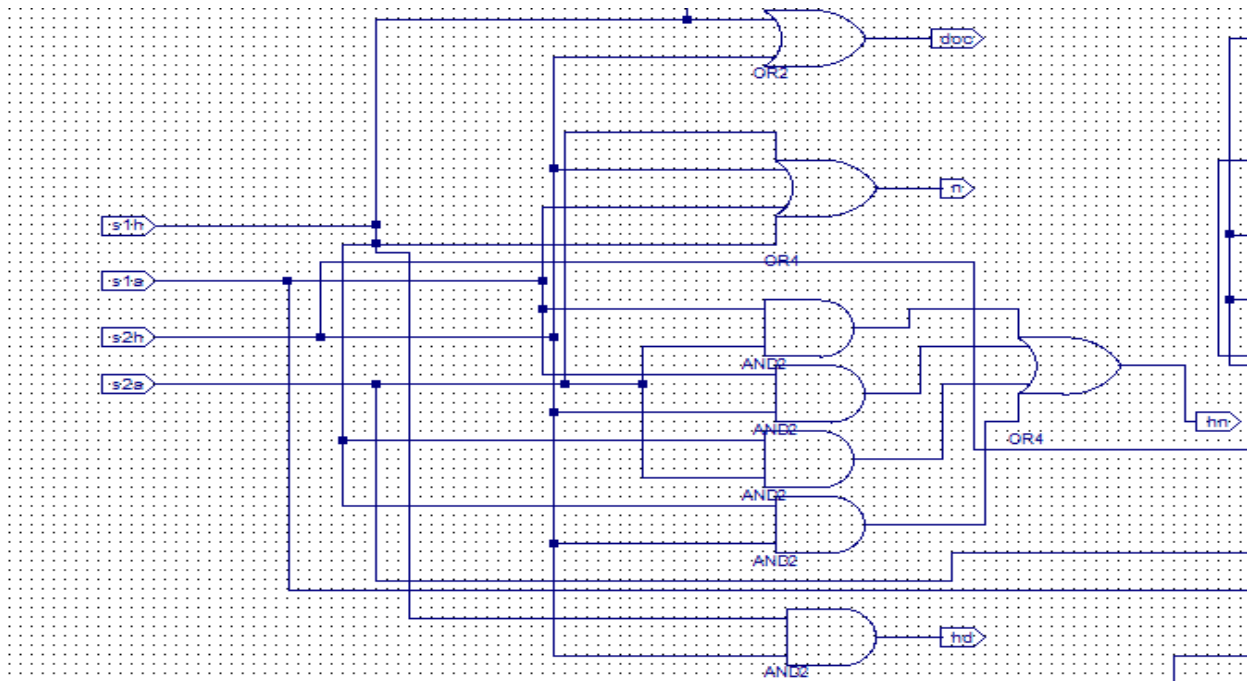 doc
OR2
n
s1h
OR4
s1a
s2h
AND2
s2a
hn
AND2
OR4
AND2
AND2
hd
AND2